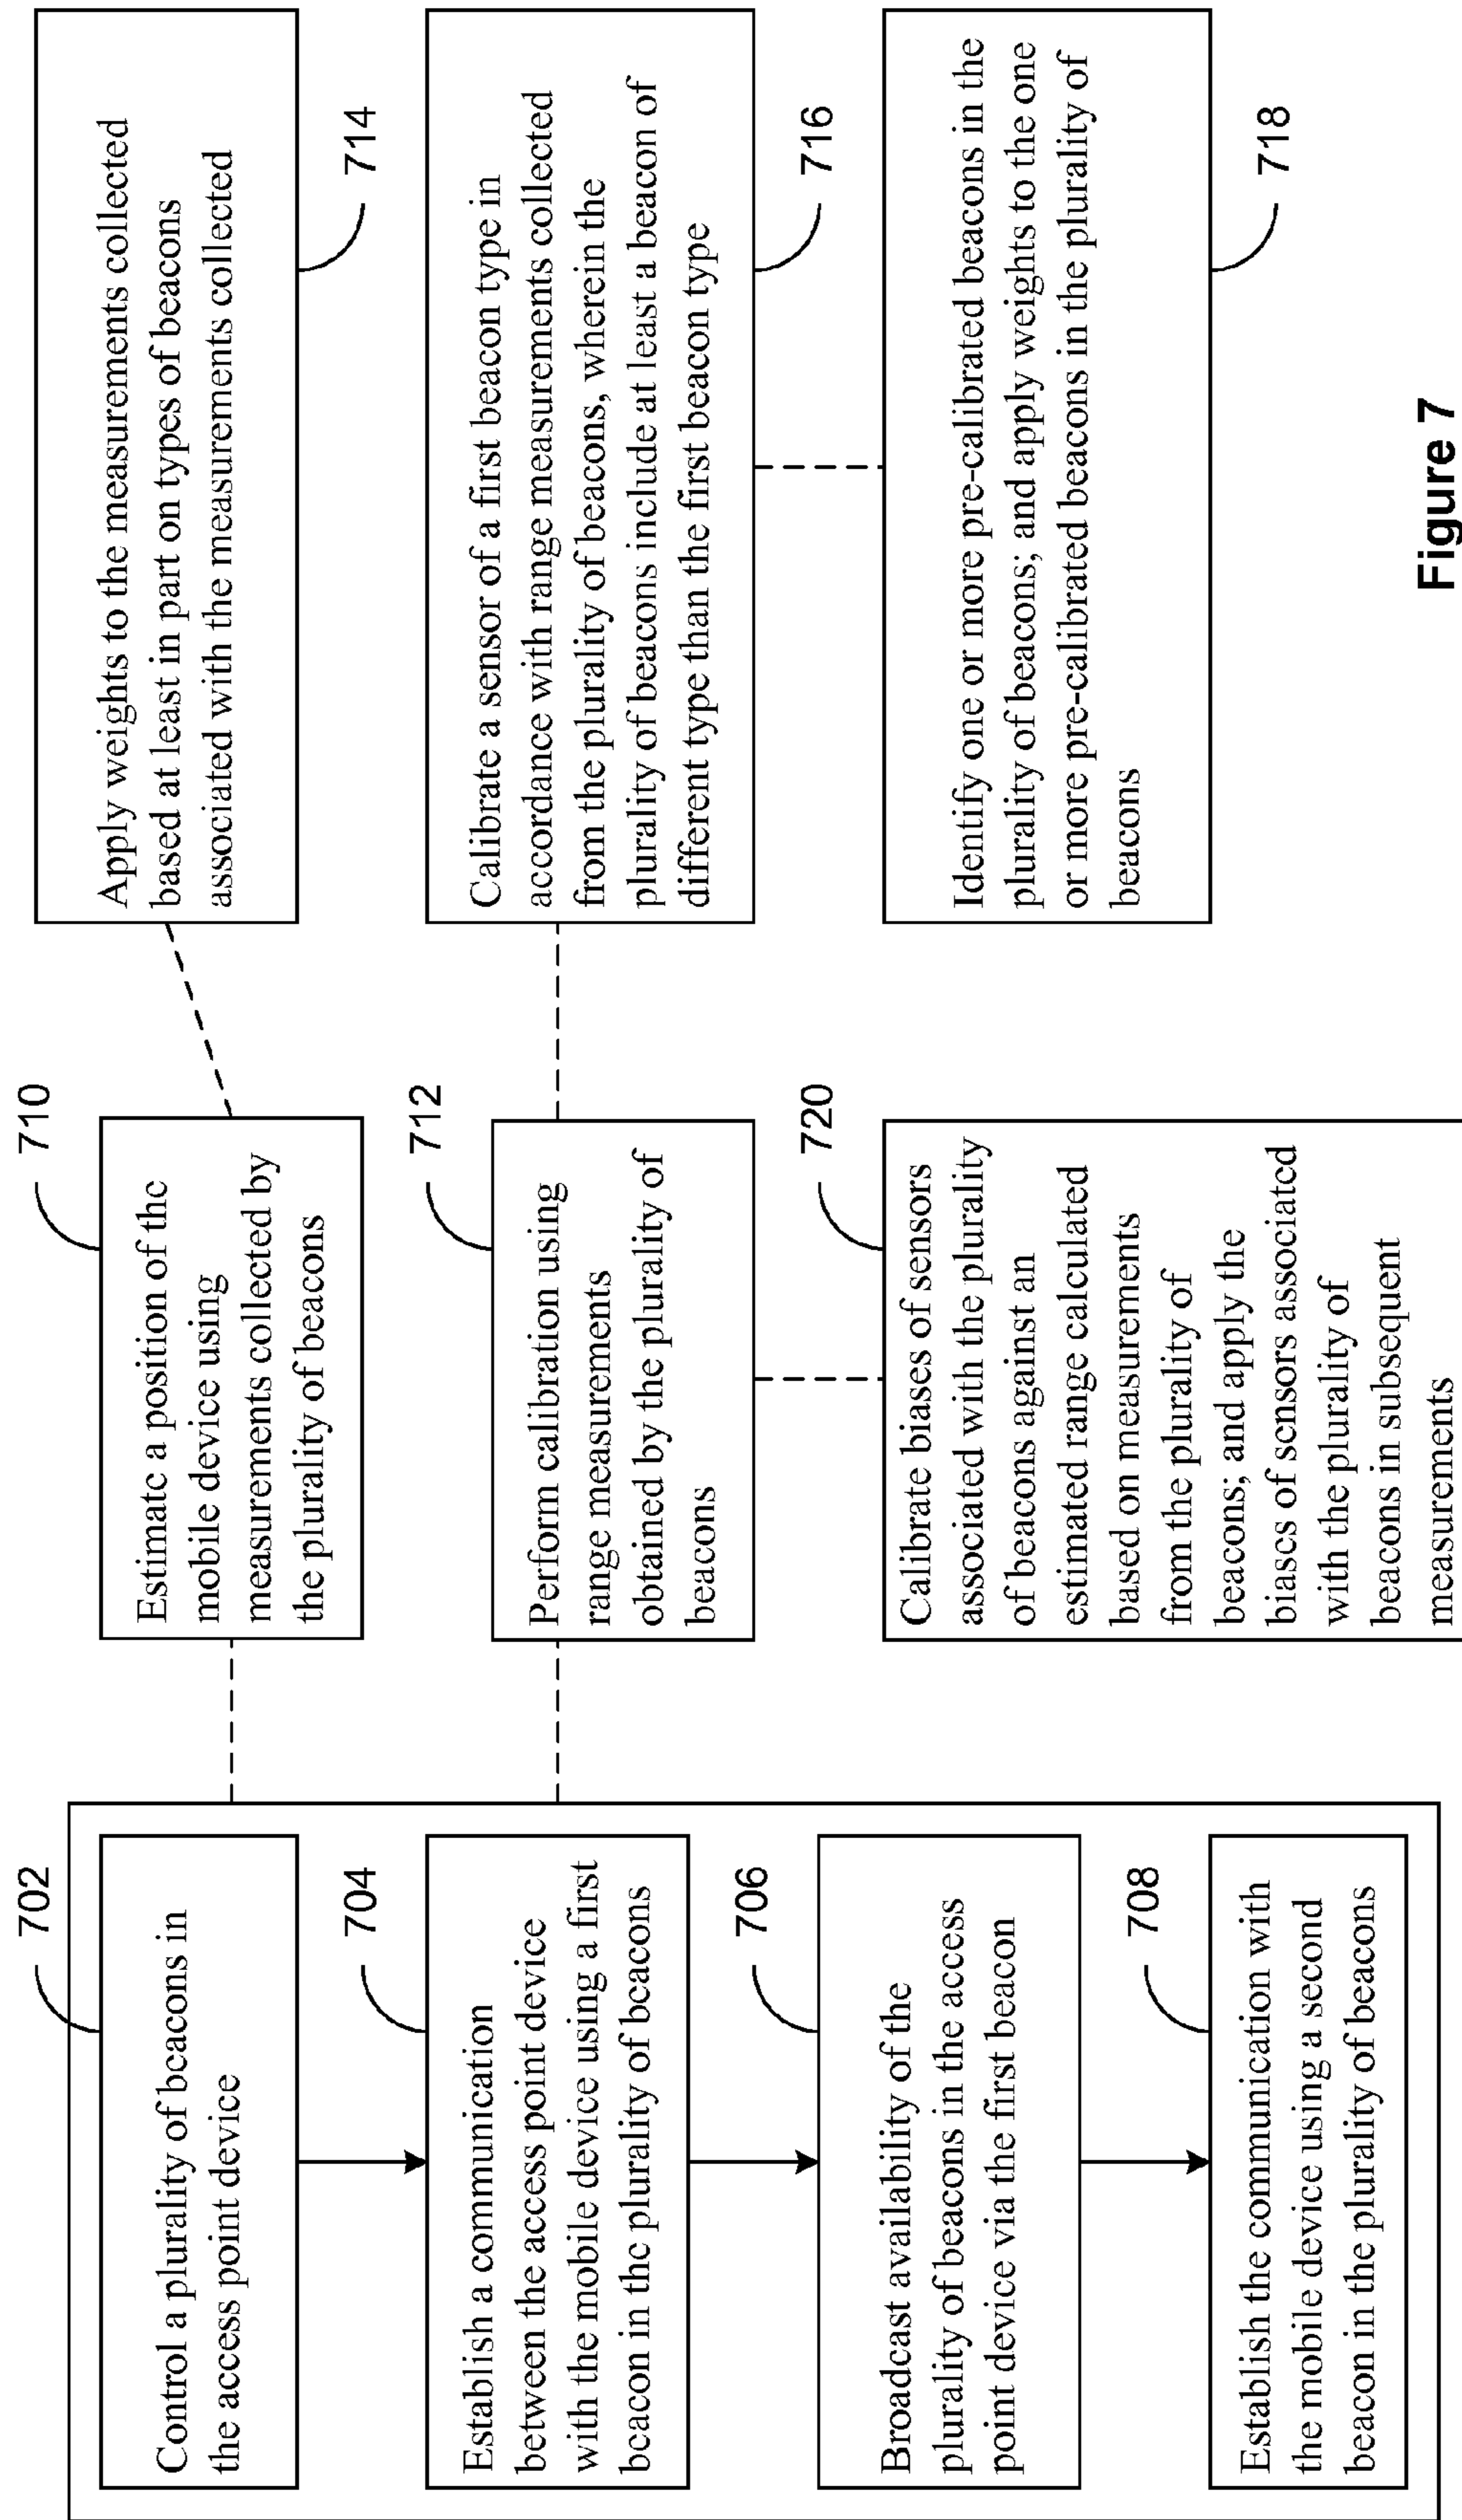 702
Control a plurality of beacons in
the access point device
704
Establish a communication
between the access point device
with the mobile device using a first
beacon in the plurality of beacons
706
Broadcast availability of the
plurality of beacons in the access
point device via the first beacon
708
Establish the communication with
the mobile device using a second
beacon in the plurality of beacons
710
Estimate a position of the
mobile device using
measurements collected by
the plurality of beacons
712
Perform calibration using
range measurements
obtained by the plurality of
beacons
720
Calibrate biases of sensors
associated with the plurality
of beacons against an
estimated range calculated
based on measurements
from the plurality of
beacons; and apply the
biases of sensors associated
with the plurality of
beacons in subsequent
measurements
Apply weights to the measurements collected
based at least in part on types of beacons
associated with the measurements collected
714
Calibrate a sensor of a first beacon type in
accordance with range measurements collected
from the plurality of beacons, wherein the
plurality of beacons include at least a beacon of
different type than the first beacon type
716
Identify one or more pre-calibrated beacons in the
plurality of beacons; and apply weights to the one
or more pre-calibrated beacons in the plurality of
beacons
718
Figure 7